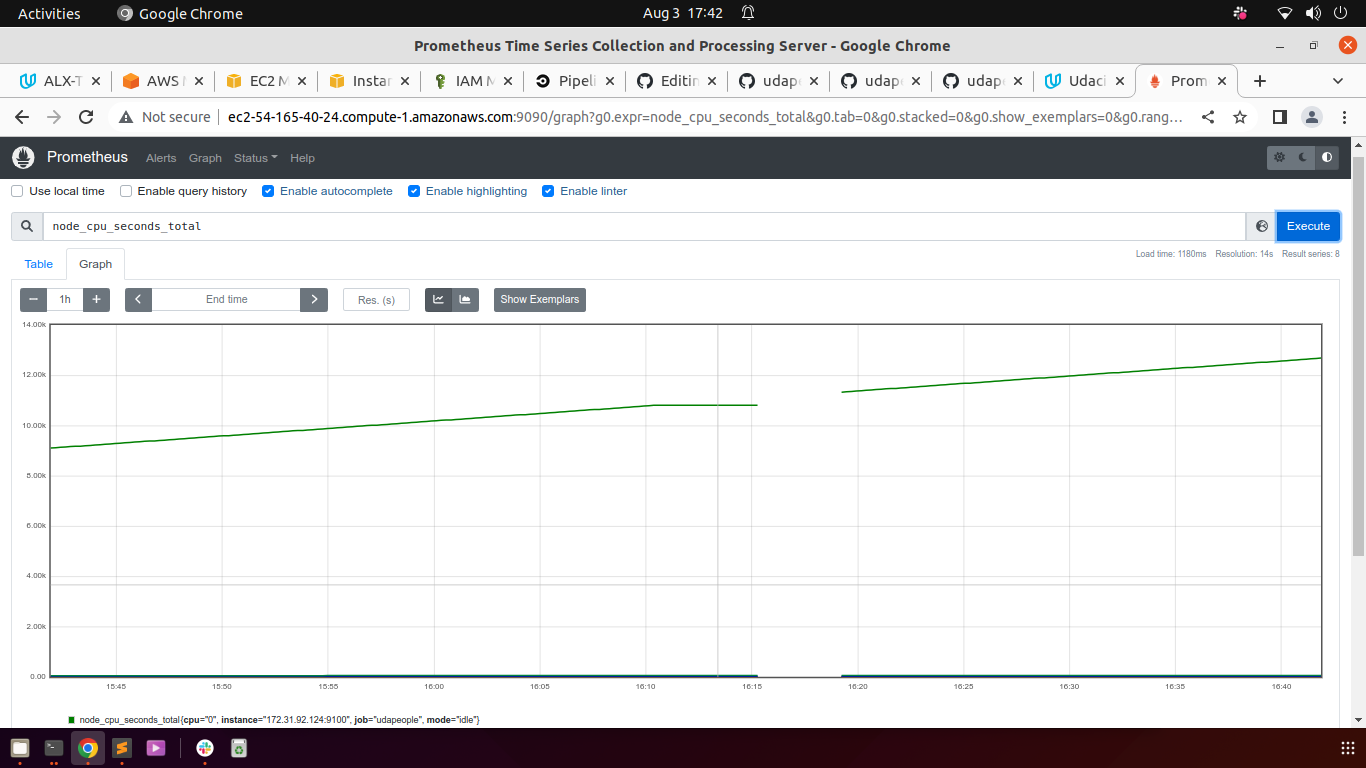 Activities Google Chrome Aug 3 17:42
Prometheus Time Series Collection and Processing Server - Google Chrome
ALX-T AWS EC2 M Instan IAM M Pipeli Editin udape udape udape Udaci Prom
Not secure ec2-54-165-40-24.compute-1.amazonaws.com:9090/graph?g0.expr=node_cpu_seconds_total&g0.tab=0&g0.stacked=0&g0.show_exemplars=0&g0.rang...
Prometheus Alerts Graph Status Help
Use local time Enable query history Enable autocomplete Enable highlighting Enable linter
node_cpu_seconds_total Execute
Load time: 1180ms Resolution: 14s Result series: 8
Table Graph
1h End time Res. (s) Show Exemplars
14.00k
12.00k
10.00k
8.00k
6.00k
4.00k
2.00k
0.00
15:45 15:50 15:55 16:00 16:05 16:10 16:15 16:20 16:25 16:30 16:35 16:40
node_cpu_seconds_total{cpu="0", instance="172.31.92.124:9100", job="udapeople", mode="idle"}